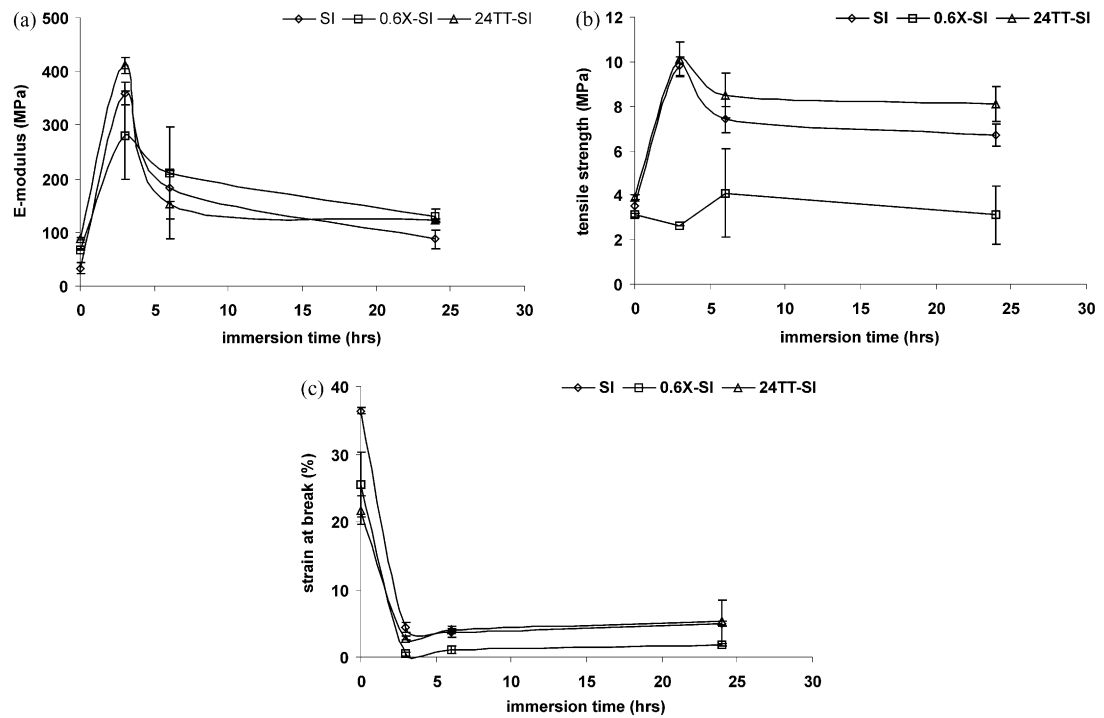 (a)
SI 0.6X-SI 24TT-SI
500
400
300
200
100
0
E-modulus (MPa)
0 5 10 15 20 25 30
immersion time (hrs)
(b)
SI 0.6X-SI 24TT-SI
12
10
8
6
4
2
0
tensile strength (MPa)
0 5 10 15 20 25 30
immersion time (hrs)
(c)
SI 0.6X-SI 24TT-SI
40
30
20
10
0
strain at break (%)
0 5 10 15 20 25 30
immersion time (hrs)